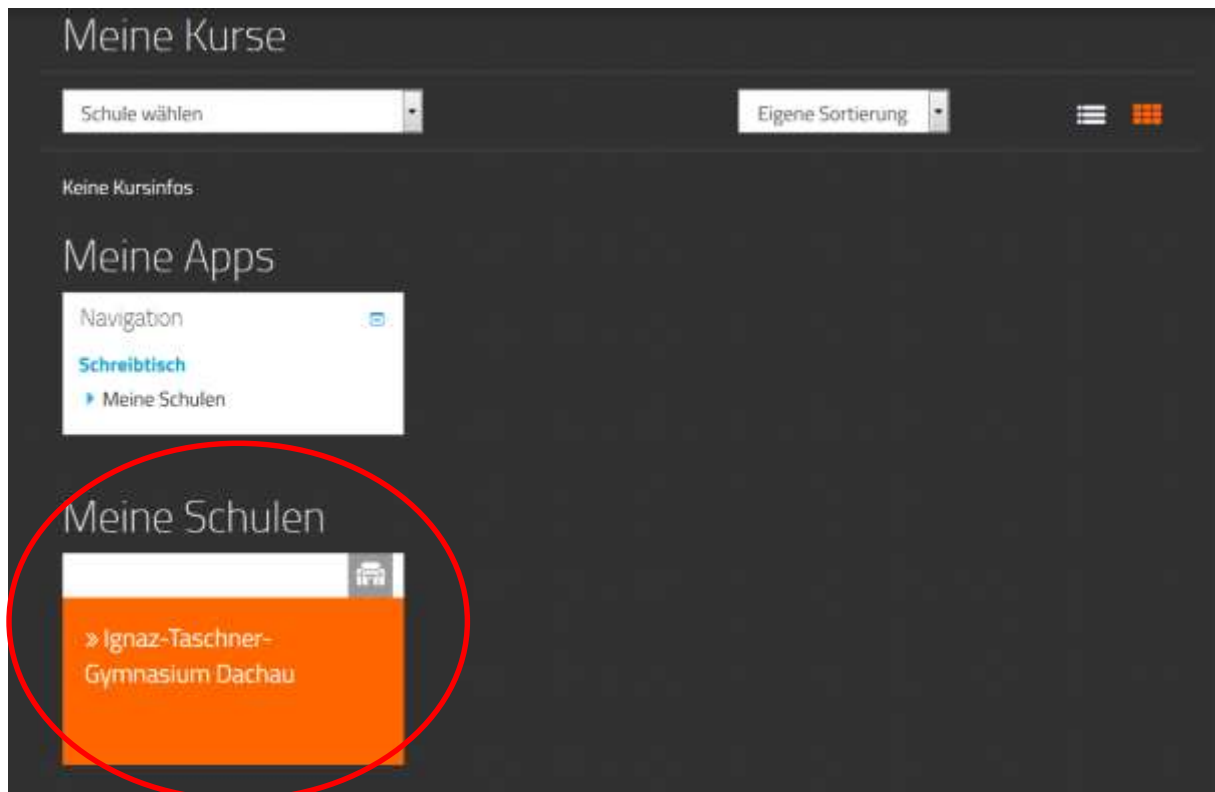 Meine Kurse
Schule wählen
Eigene Sortierung
Keine Kursinfos
Meine Apps
Navigation
Schreibtisch
Meine Schulen
Meine Schulen
» Ignaz-Taschner-
Gymnasium Dachau